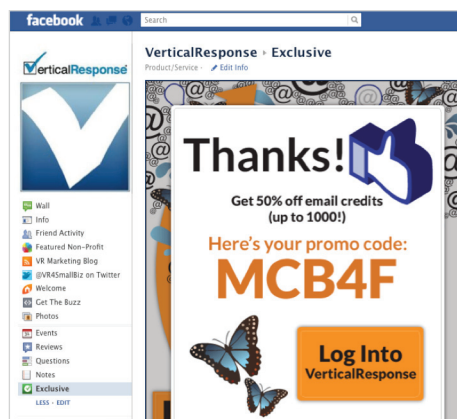 facebook
Search
VerticalResponse
VerticalResponse › Exclusive
Product/Service · Edit Info
Thanks!
Get 50% off email credits
(up to 1000!)
Here's your promo code:
MCB4F
Log Into
VerticalResponse
Wall
Info
Friend Activity
Featured Non-Profit
VR Marketing Blog
@VR4SmallBiz on Twitter
Welcome
Get The Buzz
Photos
Events
Reviews
Questions
Notes
Exclusive
LESS · EDIT